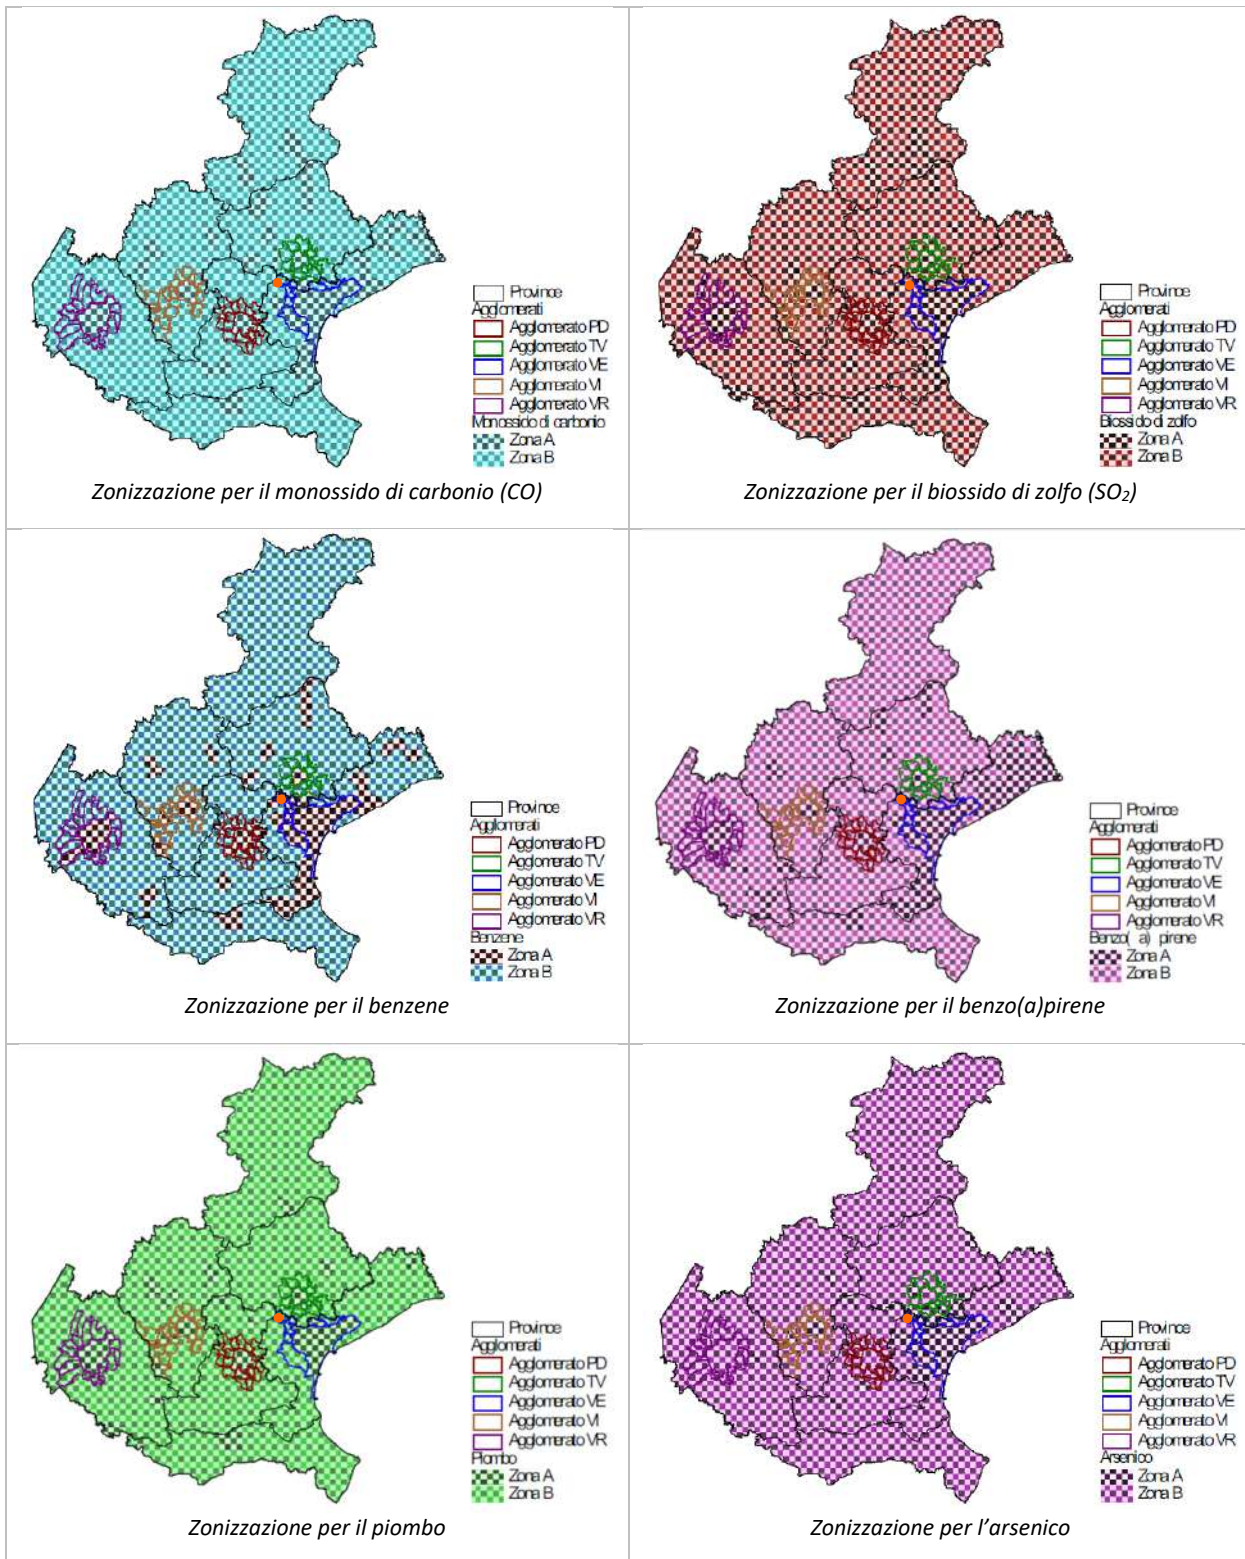 Province
Agglomerati
Agglomerato PD
Agglomerato TV
Agglomerato VE
Agglomerato VI
Agglomerato VR
Monossido di carbonio
Zona A
Zona B
Zonizzazione per il monossido di carbonio (CO)
Province
Agglomerati
Agglomerato PD
Agglomerato TV
Agglomerato VE
Agglomerato VI
Agglomerato VR
Biossido di zolfo
Zona A
Zona B
Zonizzazione per il biossido di zolfo (SO₂)
Province
Agglomerati
Agglomerato PD
Agglomerato TV
Agglomerato VE
Agglomerato VI
Agglomerato VR
Benzene
Zona A
Zona B
Zonizzazione per il benzene
Province
Agglomerati
Agglomerato PD
Agglomerato TV
Agglomerato VE
Agglomerato VI
Agglomerato VR
Benzo( a) pirene
Zona A
Zona B
Zonizzazione per il benzo(a)pirene
Province
Agglomerati
Agglomerato PD
Agglomerato TV
Agglomerato VE
Agglomerato VI
Agglomerato VR
Piombo
Zona A
Zona B
Zonizzazione per il piombo
Province
Agglomerati
Agglomerato PD
Agglomerato TV
Agglomerato VE
Agglomerato VI
Agglomerato VR
Arsenico
Zona A
Zona B
Zonizzazione per l'arsenico